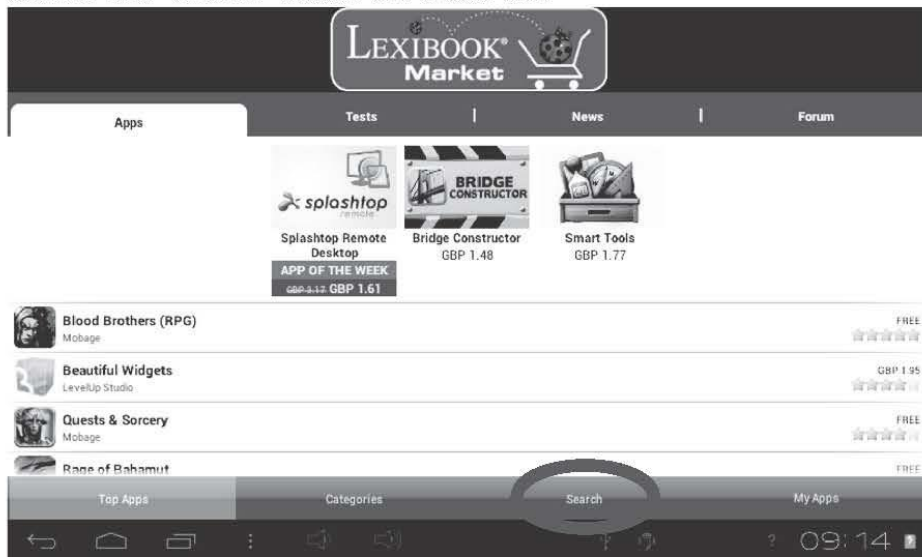 LEXIBOOK®
Market
Apps
Tests
News
Forum
splashtop
remote
BRIDGE
CONSTRUCTOR
Splashtop Remote
Desktop
APP OF THE WEEK
GBP 3.17 GBP 1.61
Bridge Constructor
GBP 1.48
Smart Tools
GBP 1.77
Blood Brothers (RPG)
Mobage
FREE
Beautiful Widgets
LevelUp Studio
GBP 1.95
Quests & Sorcery
Mobage
FREE
Rage of Bahamut
FREE
Top Apps
Categories
Search
My Apps
? 09:14